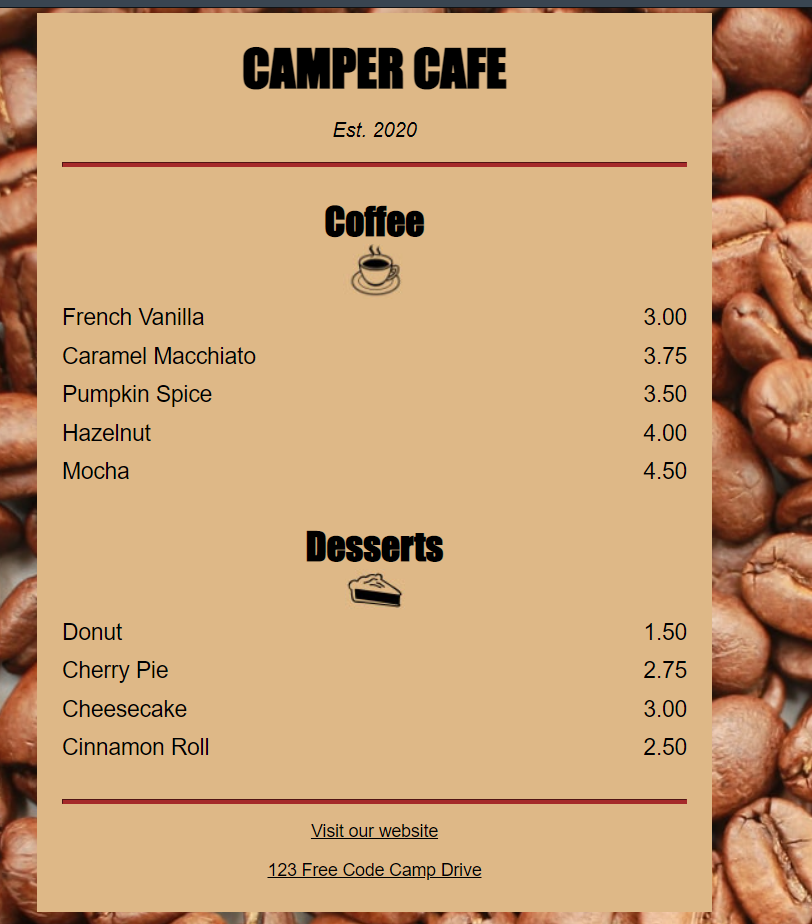 CAMPER CAFE
Est. 2020
Coffee
French Vanilla 3.00
Caramel Macchiato 3.75
Pumpkin Spice 3.50
Hazelnut 4.00
Mocha 4.50
Desserts
Donut 1.50
Cherry Pie 2.75
Cheesecake 3.00
Cinnamon Roll 2.50
Visit our website
123 Free Code Camp Drive